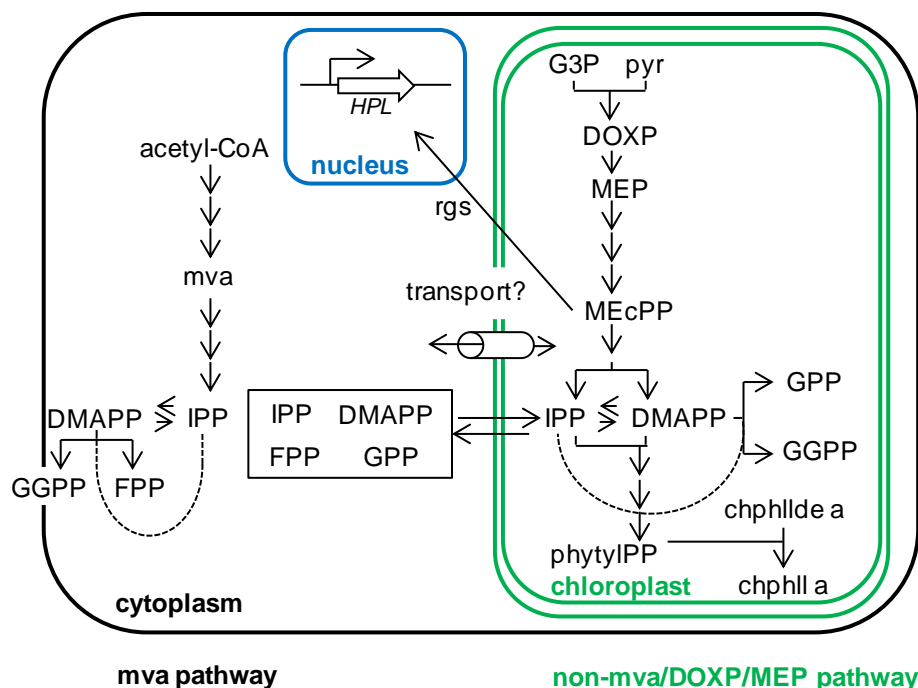 G3P pyr
HPL
nucleus
DOXP
acetyl-CoA
MEP
rgs
mva
transport?
MEcPP
GPP
DMAPP IPP
IPP DMAPP
IPP DMAPP
FPP GPP
GGPP
GGPP FPP
chphllde a
phytylPP
chloroplast
chphll a
cytoplasm
mva pathway
non-mva/DOXP/MEP pathway